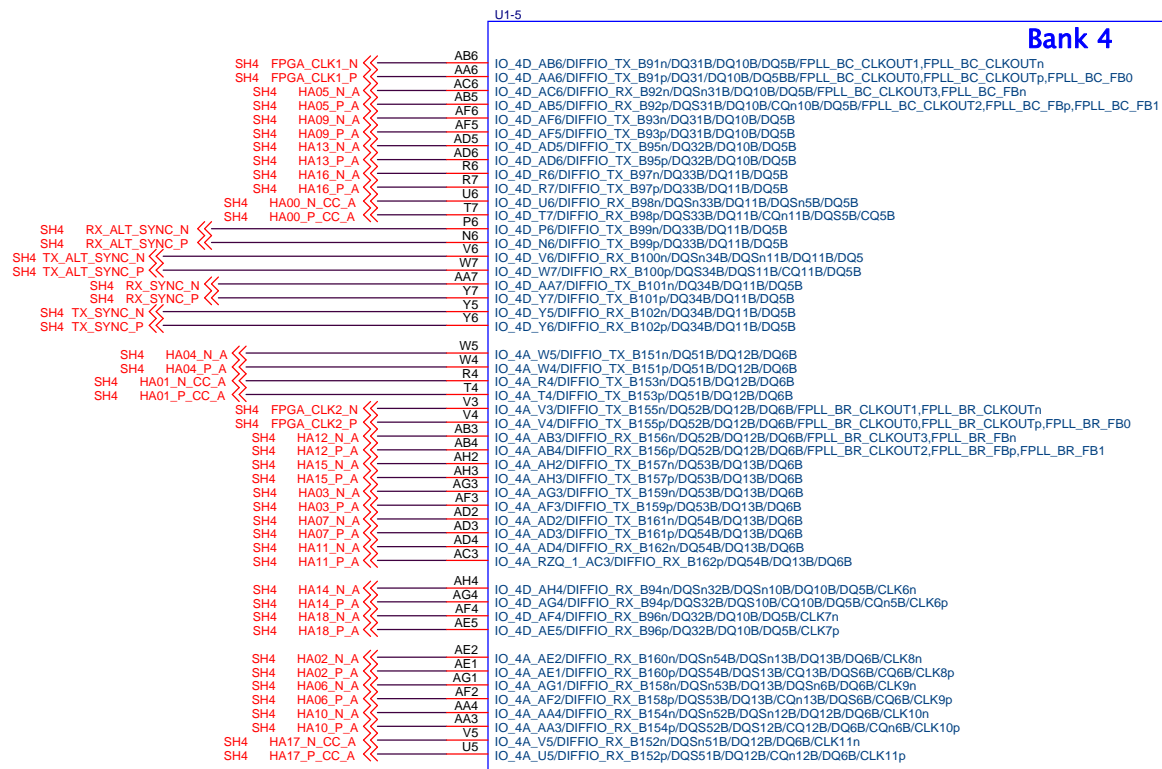 U1-5
Bank 4
SH4 FPGA_CLK1_N AB6 IO_4D_AB6/DIFFIO_TX_B91n/DQ31B/DQ10B/DQ5B/FPLL_BC_CLKOUT1,FPLL_BC_CLKOUTn
SH4 FPGA_CLK1_P AA6 IO_4D_AA6/DIFFIO_TX_B91p/DQ31/DQ10B/DQ5BB/FPLL_BC_CLKOUT0,FPLL_BC_CLKOUTp,FPLL_BC_FB0
SH4 HA05_N_A AC6 IO_4D_AC6/DIFFIO_RX_B92n/DQSn31B/DQ10B/DQ5B/FPLL_BC_CLKOUT3,FPLL_BC_FBn
SH4 HA05_P_A AB5 IO_4D_AB5/DIFFIO_RX_B92p/DQS31B/DQ10B/CQn10B/DQ5B/FPLL_BC_CLKOUT2,FPLL_BC_FBp,FPLL_BC_FB1
SH4 HA09_N_A AF6 IO_4D_AF6/DIFFIO_TX_B93n/DQ31B/DQ10B/DQ5B
SH4 HA09_P_A AF5 IO_4D_AF5/DIFFIO_TX_B93p/DQ31B/DQ10B/DQ5B
SH4 HA13_N_A AD5 IO_4D_AD5/DIFFIO_TX_B95n/DQ32B/DQ10B/DQ5B
SH4 HA13_P_A AD6 IO_4D_AD6/DIFFIO_TX_B95p/DQ32B/DQ10B/DQ5B
SH4 HA16_N_A R6 IO_4D_R6/DIFFIO_TX_B97n/DQ33B/DQ11B/DQ5B
SH4 HA16_P_A R7 IO_4D_R7/DIFFIO_TX_B97p/DQ33B/DQ11B/DQ5B
SH4 HA00_N_CC_A U6 IO_4D_U6/DIFFIO_RX_B98n/DQSn33B/DQ11B/DQSn5B/DQ5B
SH4 HA00_P_CC_A T7 IO_4D_T7/DIFFIO_RX_B98p/DQS33B/DQ11B/CQn11B/DQS5B/CQ5B
SH4 RX_ALT_SYNC_N P6 IO_4D_P6/DIFFIO_TX_B99n/DQ33B/DQ11B/DQ5B
SH4 RX_ALT_SYNC_P N6 IO_4D_N6/DIFFIO_TX_B99p/DQ33B/DQ11B/DQ5B
SH4 TX_ALT_SYNC_N V6 IO_4D_V6/DIFFIO_RX_B100n/DQSn34B/DQSn11B/DQ11B/DQ5
SH4 TX_ALT_SYNC_P W7 IO_4D_W7/DIFFIO_RX_B100p/DQS34B/DQS11B/CQ11B/DQ5B
SH4 RX_SYNC_N AA7 IO_4D_AA7/DIFFIO_TX_B101n/DQ34B/DQ11B/DQ5B
SH4 RX_SYNC_P Y7 IO_4D_Y7/DIFFIO_TX_B101p/DQ34B/DQ11B/DQ5B
SH4 TX_SYNC_N Y5 IO_4D_Y5/DIFFIO_RX_B102n/DQ34B/DQ11B/DQ5B
SH4 TX_SYNC_P Y6 IO_4D_Y6/DIFFIO_RX_B102p/DQ34B/DQ11B/DQ5B
SH4 HA04_N_A W5 IO_4A_W5/DIFFIO_TX_B151n/DQ51B/DQ12B/DQ6B
SH4 HA04_P_A W4 IO_4A_W4/DIFFIO_TX_B151p/DQ51B/DQ12B/DQ6B
SH4 HA01_N_CC_A R4 IO_4A_R4/DIFFIO_TX_B153n/DQ51B/DQ12B/DQ6B
SH4 HA01_P_CC_A T4 IO_4A_T4/DIFFIO_TX_B153p/DQ51B/DQ12B/DQ6B
SH4 FPGA_CLK2_N V3 IO_4A_V3/DIFFIO_TX_B155n/DQ52B/DQ12B/DQ6B/FPLL_BR_CLKOUT1,FPLL_BR_CLKOUTn
SH4 FPGA_CLK2_P V4 IO_4A_V4/DIFFIO_TX_B155p/DQ52B/DQ12B/DQ6B/FPLL_BR_CLKOUT0,FPLL_BR_CLKOUTp,FPLL_BR_FB0
SH4 HA12_N_A AB3 IO_4A_AB3/DIFFIO_RX_B156n/DQ52B/DQ12B/DQ6B/FPLL_BR_CLKOUT3,FPLL_BR_FBn
SH4 HA12_P_A AB4 IO_4A_AB4/DIFFIO_RX_B156p/DQ52B/DQ12B/DQ6B/FPLL_BR_CLKOUT2,FPLL_BR_FBp,FPLL_BR_FB1
SH4 HA15_N_A AH2 IO_4A_AH2/DIFFIO_TX_B157n/DQ53B/DQ13B/DQ6B
SH4 HA15_P_A AH3 IO_4A_AH3/DIFFIO_TX_B157p/DQ53B/DQ13B/DQ6B
SH4 HA03_N_A AG3 IO_4A_AG3/DIFFIO_TX_B159n/DQ53B/DQ13B/DQ6B
SH4 HA03_P_A AF3 IO_4A_AF3/DIFFIO_TX_B159p/DQ53B/DQ13B/DQ6B
SH4 HA07_N_A AD2 IO_4A_AD2/DIFFIO_TX_B161n/DQ54B/DQ13B/DQ6B
SH4 HA07_P_A AD3 IO_4A_AD3/DIFFIO_TX_B161p/DQ54B/DQ13B/DQ6B
SH4 HA11_N_A AD4 IO_4A_AD4/DIFFIO_RX_B162n/DQ54B/DQ13B/DQ6B
SH4 HA11_P_A AC3 IO_4A_RZQ_1_AC3/DIFFIO_RX_B162p/DQ54B/DQ13B/DQ6B
SH4 HA14_N_A AH4 IO_4D_AH4/DIFFIO_RX_B94n/DQSn32B/DQSn10B/DQ10B/DQ5B/CLK6n
SH4 HA14_P_A AG4 IO_4D_AG4/DIFFIO_RX_B94p/DQS32B/DQS10B/CQ10B/DQ5B/CQn5B/CLK6p
SH4 HA18_N_A AF4 IO_4D_AF4/DIFFIO_RX_B96n/DQ32B/DQ10B/DQ5B/CLK7n
SH4 HA18_P_A AE5 IO_4D_AE5/DIFFIO_RX_B96p/DQ32B/DQ10B/DQ5B/CLK7p
SH4 HA02_N_A AE2 IO_4A_AE2/DIFFIO_RX_B160n/DQSn54B/DQSn13B/DQ13B/DQ6B/CLK8n
SH4 HA02_P_A AE1 IO_4A_AE1/DIFFIO_RX_B160p/DQS54B/DQS13B/CQ13B/DQS6B/CQ6B/CLK8p
SH4 HA06_N_A AG1 IO_4A_AG1/DIFFIO_RX_B158n/DQSn53B/DQ13B/DQSn6B/DQ6B/CLK9n
SH4 HA06_P_A AF2 IO_4A_AF2/DIFFIO_RX_B158p/DQS53B/DQ13B/CQn13B/DQS6B/CQ6B/CLK9p
SH4 HA10_N_A AA4 IO_4A_AA4/DIFFIO_RX_B154n/DQSn52B/DQSn12B/DQ12B/DQ6B/CLK10n
SH4 HA10_P_A AA3 IO_4A_AA3/DIFFIO_RX_B154p/DQS52B/DQS12B/CQ12B/DQ6B/CQn6B/CLK10p
SH4 HA17_N_CC_A V5 IO_4A_V5/DIFFIO_RX_B152n/DQSn51B/DQ12B/DQ6B/CLK11n
SH4 HA17_P_CC_A U5 IO_4A_U5/DIFFIO_RX_B152p/DQS51B/DQ12B/CQn12B/DQ6B/CLK11p